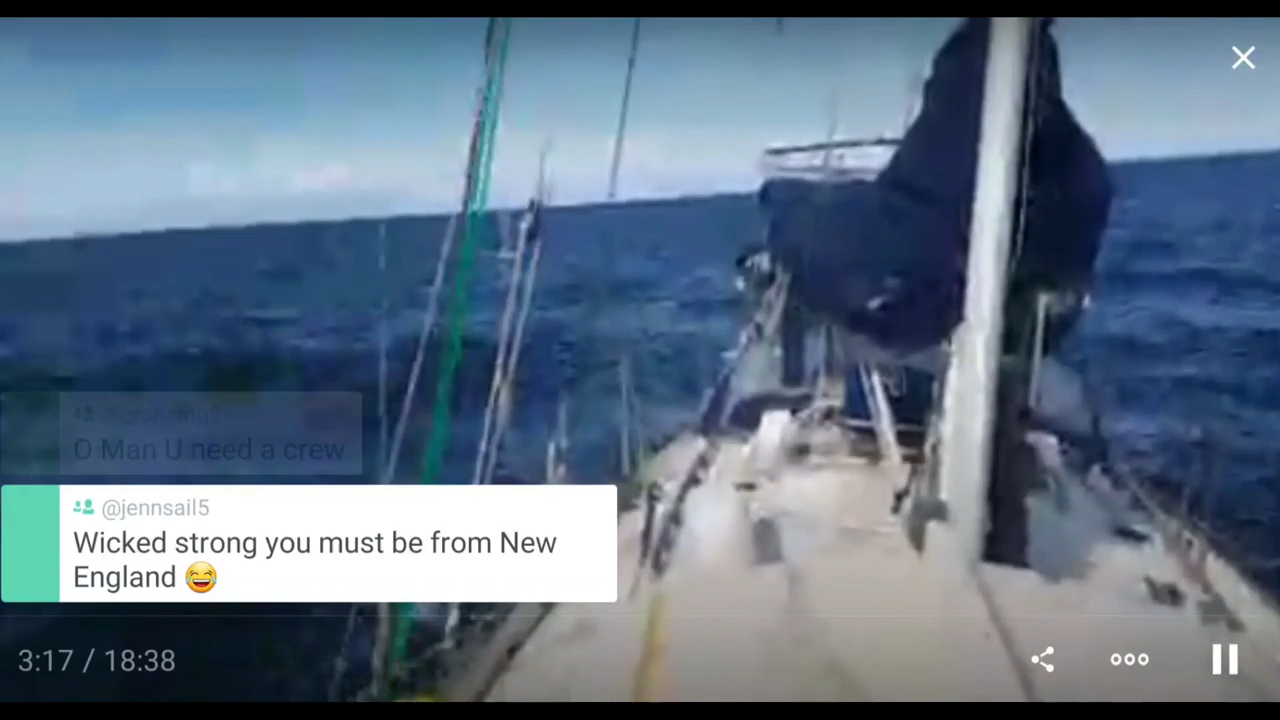 O Man U need a crew
@jennsail5
Wicked strong you must be from New
England 😂
3:17 / 18:38